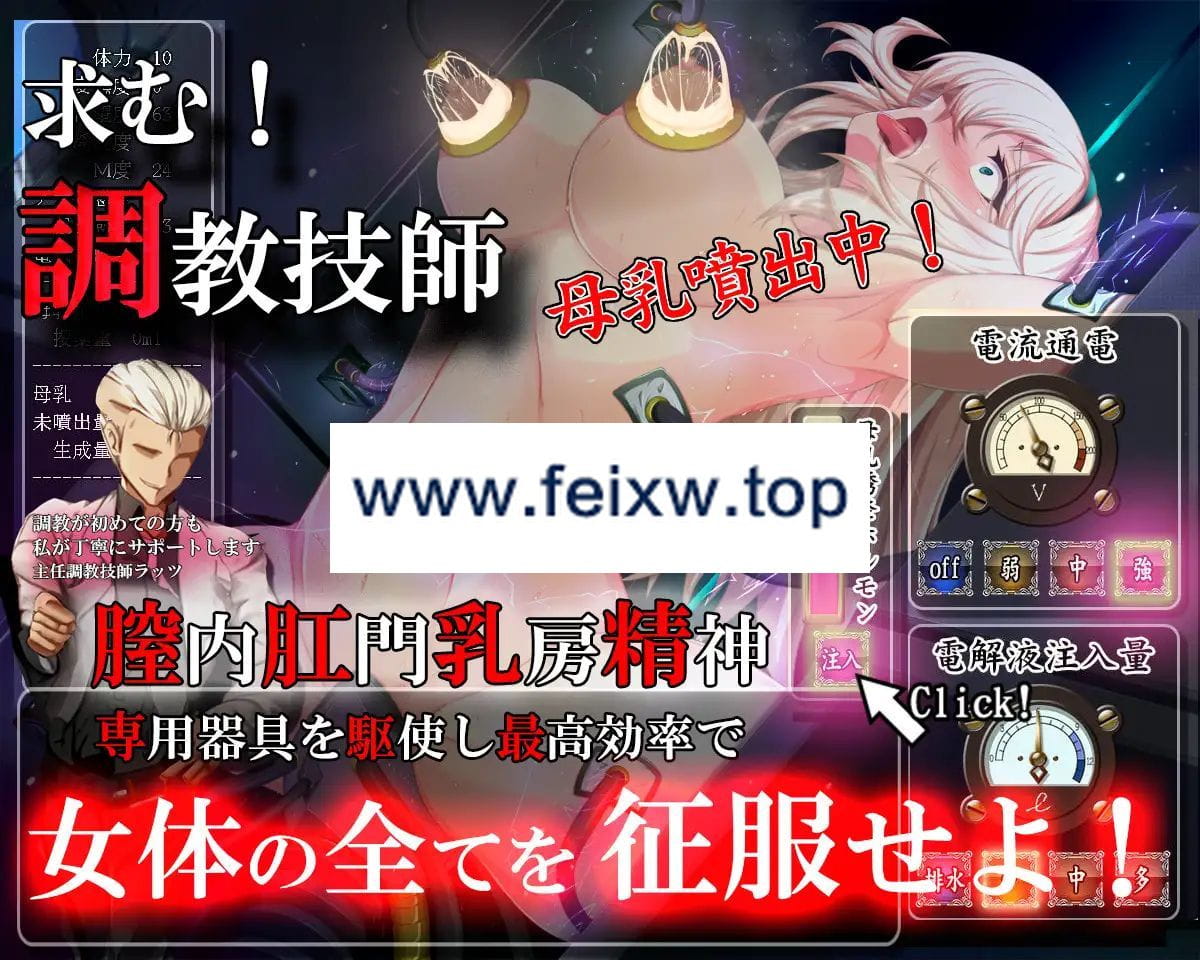 体力 10
求む！
M度 24
調教技師
母乳噴出中！
電流通電
母乳
未噴出量
生成量
V
www.feixw.top
調教が初めての方も
私が丁寧にサポートします
主任調教技師ラッツ
off 弱 中 強
注入
Click!
電解液注入量
膣内肛門乳房精神
専用器具を駆使し最高効率で
女体の全てを征服せよ！
排水 中 多